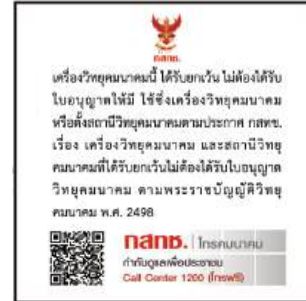 กสทช.
เครื่องวิทยุคมนาคมนี้ ได้รับยกเว้น ไม่ต้องได้รับ
ใบอนุญาตให้มี ใช้ซึ่งเครื่องวิทยุคมนาคม
หรือตั้งสถานีวิทยุคมนาคมตามประกาศ กสทช.
เรื่อง เครื่องวิทยุคมนาคม และสถานีวิทยุ
คมนาคมที่ได้รับยกเว้นไม่ต้องได้รับใบอนุญาต
วิทยุคมนาคม ตามพระราชบัญญัติวิทยุ
คมนาคม พ.ศ. 2498
กสทช. | โทรคมนาคม
กำกับดูแลเพื่อประชาชน
Call Center 1200 (โทรฟรี)